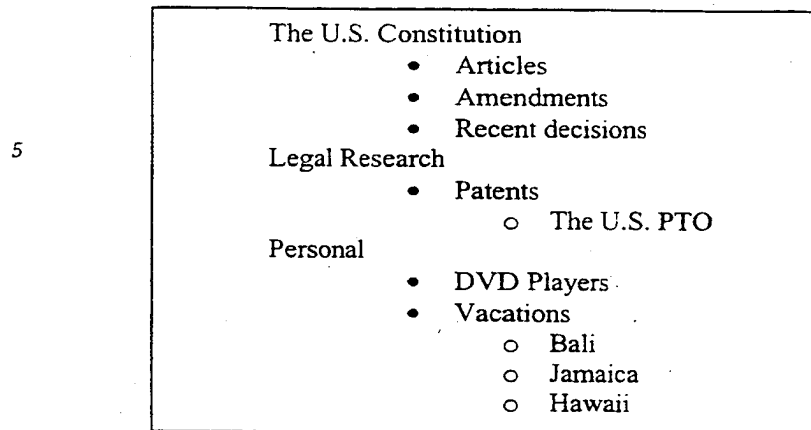 The U.S. Constitution
• Articles
• Amendments
• Recent decisions
5
Legal Research
• Patents
o The U.S. PTO
Personal
• DVD Players
• Vacations
o Bali
o Jamaica
o Hawaii